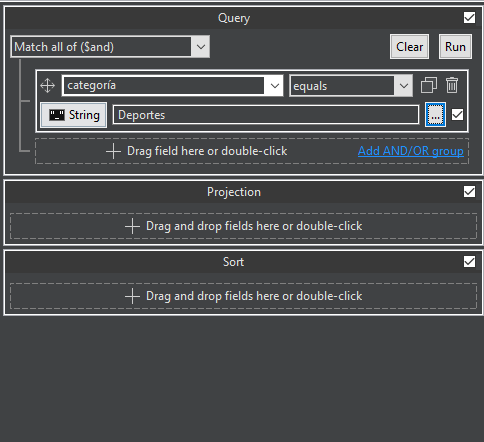 Query
Match all of ($and)
Clear
Run
categoría
equals
String
Deportes
...
Drag field here or double-click
Add AND/OR group
Projection
Drag and drop fields here or double-click
Sort
Drag and drop fields here or double-click